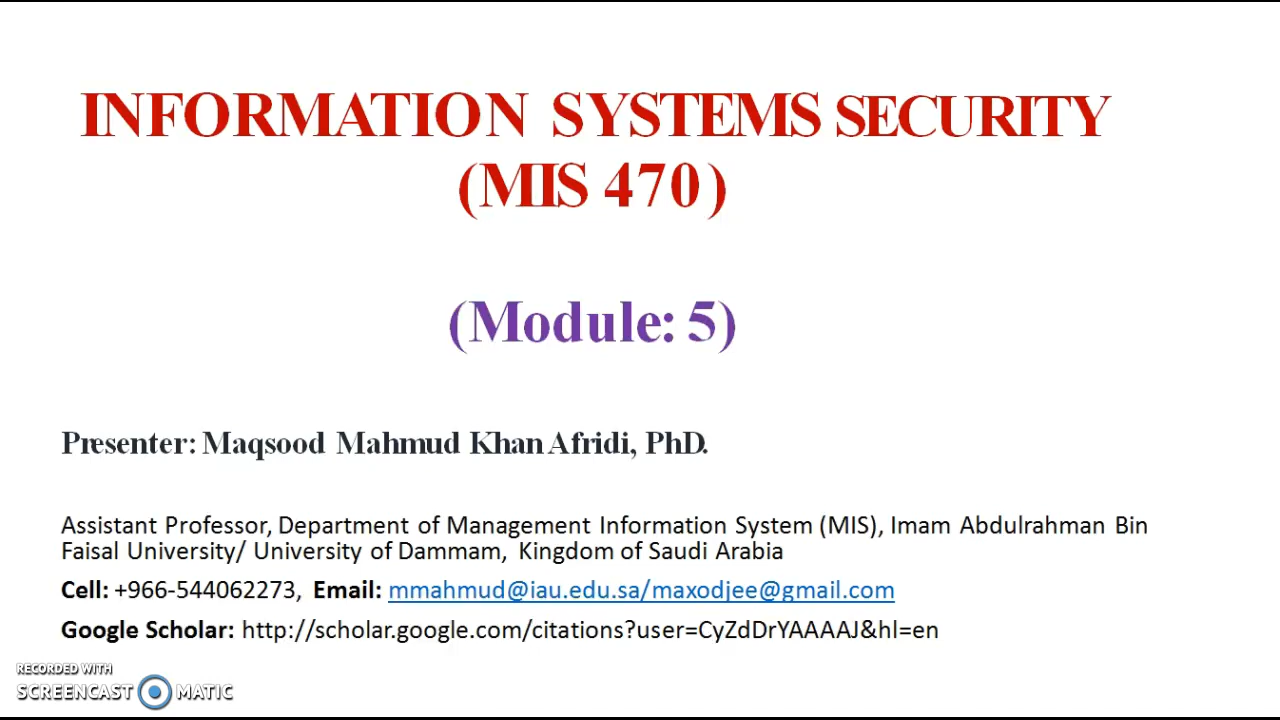 INFORMATION SYSTEMS SECURITY
(MIS 470)
(Module: 5)
Presenter: Maqsood Mahmud Khan Afridi, PhD.
Assistant Professor, Department of Management Information System (MIS), Imam Abdulrahman Bin
Faisal University/ University of Dammam, Kingdom of Saudi Arabia
Cell: +966-544062273, Email: mmahmud@iau.edu.sa/maxodjee@gmail.com
Google Scholar: http://scholar.google.com/citations?user=CyZdDrYAAAAJ&hl=en
RECORDED WITH
SCREENCAST MATIC